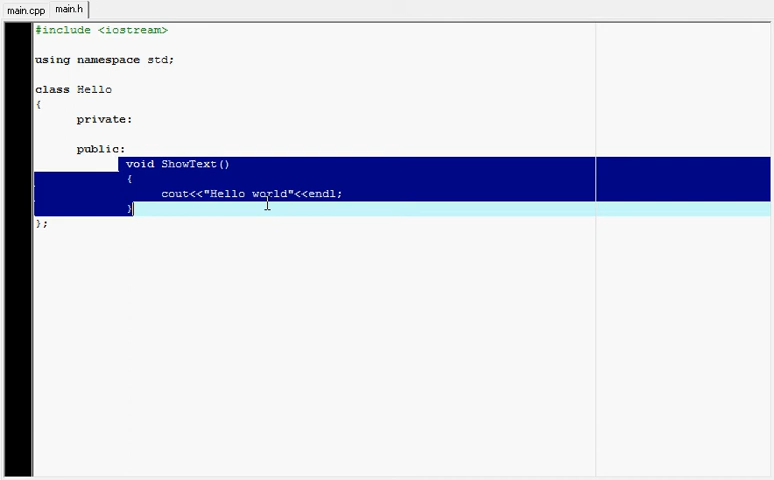 main.cpp main.h
#include <iostream>
using namespace std;
class Hello
{
private:
public:
void ShowText()
{
cout<<"Hello world"<<endl;
}
};